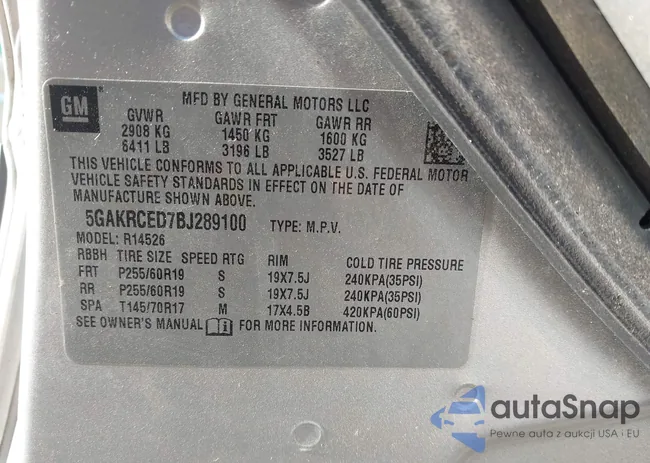 GM
MFD BY GENERAL MOTORS LLC
GVWR GAWR FRT GAWR RR
2908 KG 1450 KG 1600 KG
6411 LB 3196 LB 3527 LB
THIS VEHICLE CONFORMS TO ALL APPLICABLE U.S. FEDERAL MOTOR
VEHICLE SAFETY STANDARDS IN EFFECT ON THE DATE OF
MANUFACTURE SHOWN ABOVE.
5GAKRCED7BJ289100 TYPE: M.P.V.
MODEL: R14526
RBBH TIRE SIZE SPEED RTG RIM COLD TIRE PRESSURE
FRT P255/60R19 S 19X7.5J 240KPA(35PSI)
RR P255/60R19 S 19X7.5J 240KPA(35PSI)
SPA T145/70R17 M 17X4.5B 420KPA(60PSI)
SEE OWNER'S MANUAL FOR MORE INFORMATION.
autaSnap
Pewne auta z aukcji USA i EU